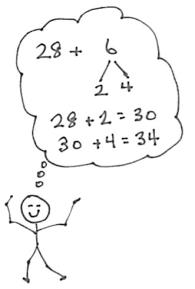 28 + 6
2 4
28 + 2 = 30
30 + 4 = 34